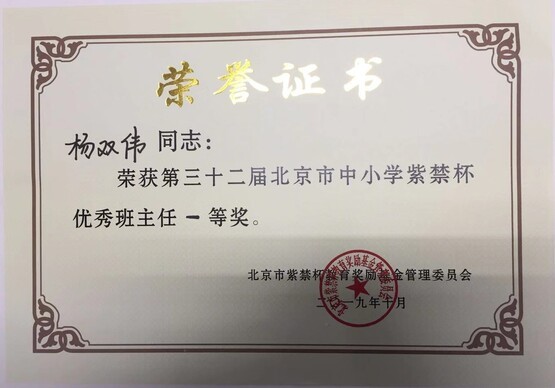 荣誉证书
杨双伟 同志：
荣获第三十二届北京市中小学紫禁杯
优秀班主任一等奖。
北京市紫禁杯教育奖励基金管理委员会
二〇一九年十月